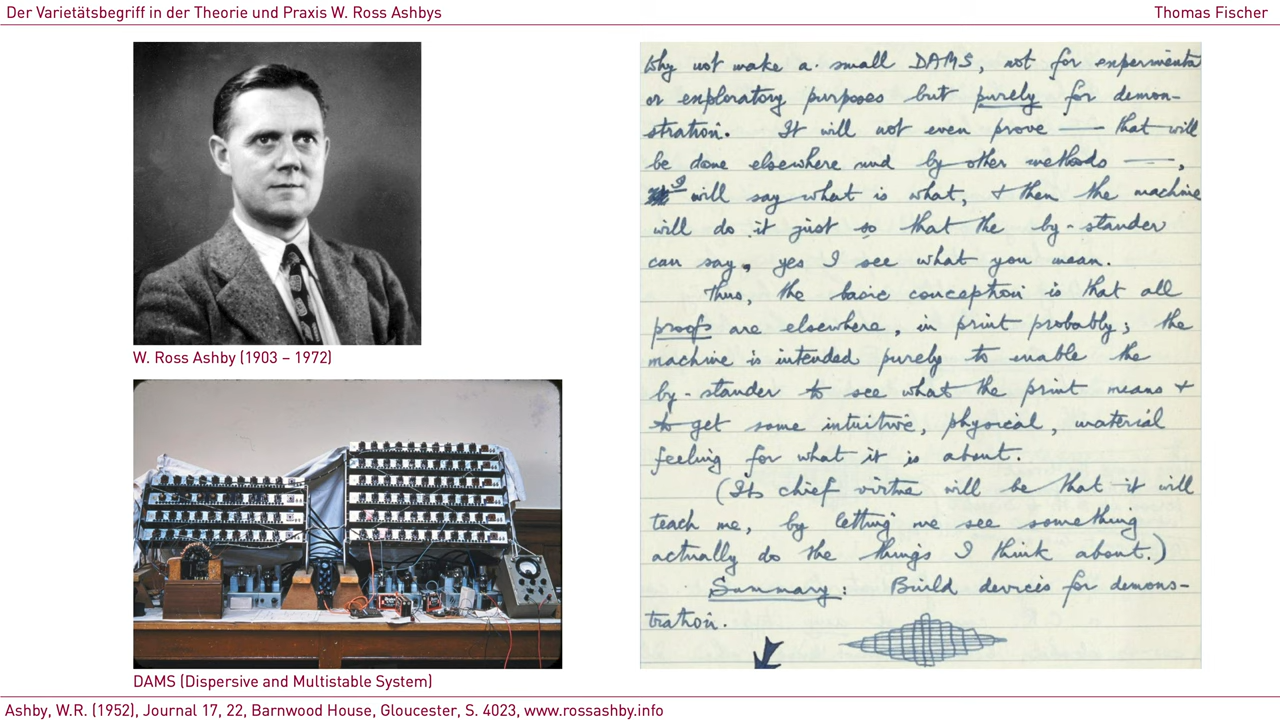 Der Varietätsbegriff in der Theorie und Praxis W. Ross Ashbys
Thomas Fischer
W. Ross Ashby (1903 – 1972)
DAMS (Dispersive and Multistable System)
Why not make a small DAMS, not for experimenta
or exploratory purposes but purely for demon-
stration. It will not even prove — that will
be done elsewhere and by other methods —,
I will say what is what, & then the machine
will do it just so that the by-stander
can say, yes I see what you mean.
Thus, the basic conception is that all
proofs are elsewhere, in print probably; the
machine is intended purely to enable the
by-stander to see what the print means &
to get some intuitive, physical, material
feeling for what it is about.
(Its chief virtue will be that it will
teach me, by letting me see something
actually do the things I think about.)
Summary: Build devices for demons-
tration.
Ashby, W.R. (1952), Journal 17, 22, Barnwood House, Gloucester, S. 4023, www.rossashby.info